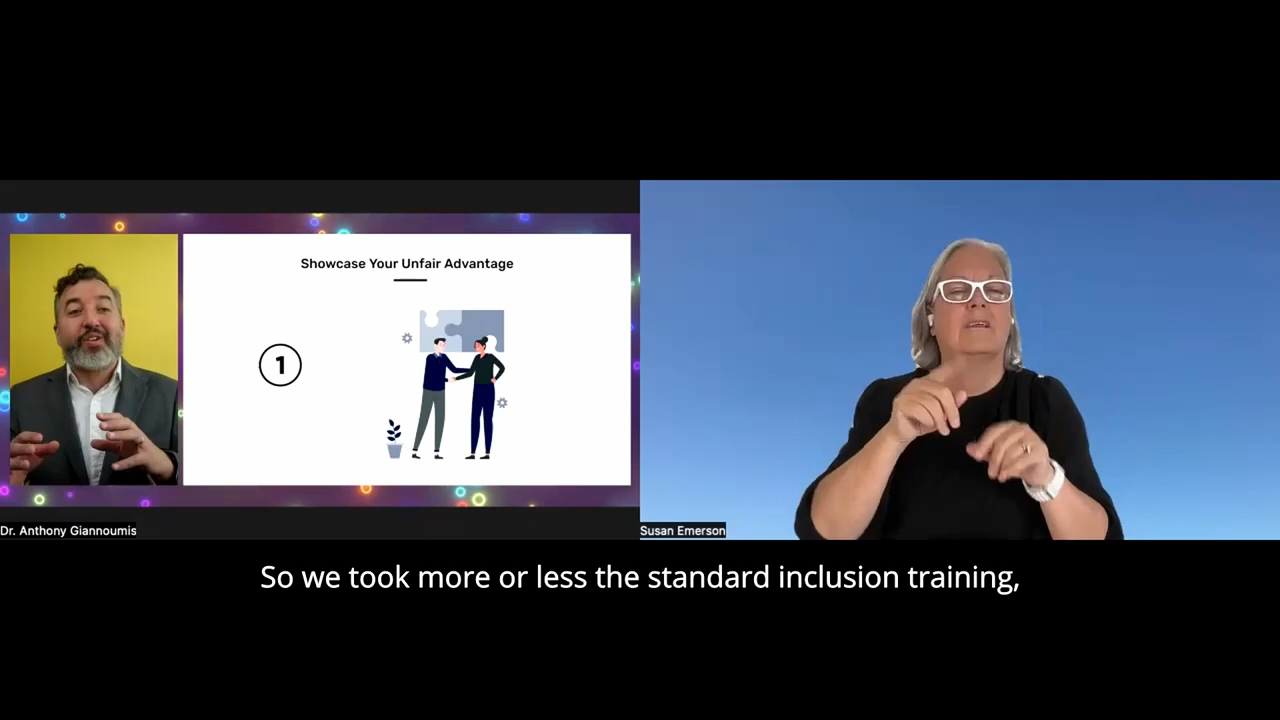 Showcase Your Unfair Advantage
1
Dr. Anthony Giannoumis
Susan Emerson
So we took more or less the standard inclusion training,